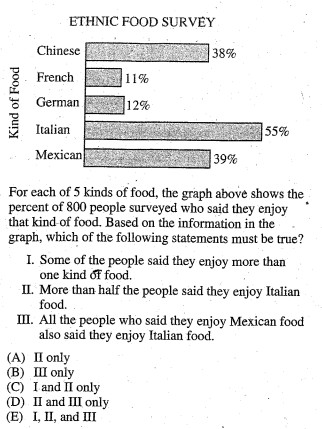 ETHNIC FOOD SURVEY
Kind of Food
Chinese 38%
French 11%
German 12%
Italian 55%
Mexican 39%
For each of 5 kinds of food, the graph above shows the
percent of 800 people surveyed who said they enjoy
that kind of food. Based on the information in the
graph, which of the following statements must be true?
I. Some of the people said they enjoy more than
one kind of food.
II. More than half the people said they enjoy Italian
food.
III. All the people who said they enjoy Mexican food
also said they enjoy Italian food.
(A) II only
(B) III only
(C) I and II only
(D) II and III only
(E) I, II, and III